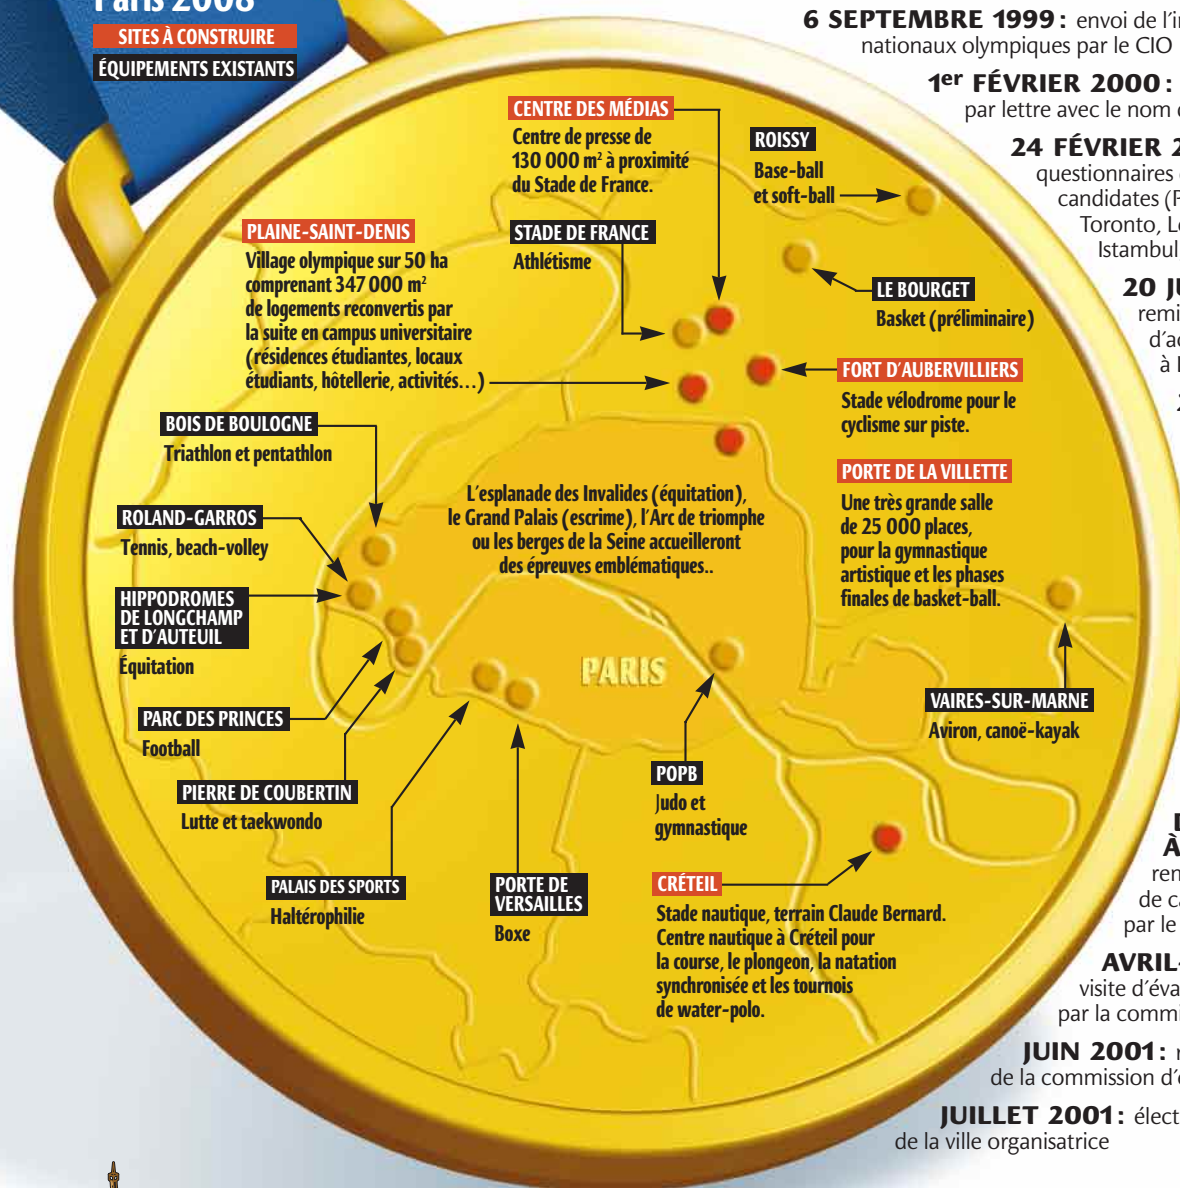 Paris 2008
SITES À CONSTRUIRE
ÉQUIPEMENTS EXISTANTS
CENTRE DES MÉDIAS
Centre de presse de
130 000 m² à proximité
du Stade de France.
ROISSY
Base-ball
et soft-ball
PLAINE-SAINT-DENIS
Village olympique sur 50 ha
comprenant 347 000 m²
de logements reconvertis par
la suite en campus universitaire
(résidences étudiantes, locaux
étudiants, hôtellerie, activités…)
STADE DE FRANCE
Athlétisme
LE BOURGET
Basket (préliminaire)
FORT D'AUBERVILLIERS
Stade vélodrome pour le
cyclisme sur piste.
BOIS DE BOULOGNE
Triathlon et pentathlon
PORTE DE LA VILLETTE
Une très grande salle
de 25 000 places,
pour la gymnastique
artistique et les phases
finales de basket-ball.
L'esplanade des Invalides (équitation),
le Grand Palais (escrime), l'Arc de triomphe
ou les berges de la Seine accueilleront
des épreuves emblématiques..
ROLAND-GARROS
Tennis, beach-volley
HIPPODROMES
DE LONGCHAMP
ET D'AUTEUIL
Équitation
PARIS
PARC DES PRINCES
Football
VAIRES-SUR-MARNE
Aviron, canoë-kayak
PIERRE DE COUBERTIN
Lutte et taekwondo
POPB
Judo et
gymnastique
PALAIS DES SPORTS
Haltérophilie
PORTE DE
VERSAILLES
Boxe
CRÉTEIL
Stade nautique, terrain Claude Bernard.
Centre nautique à Créteil pour
la course, le plongeon, la natation
synchronisée et les tournois
de water-polo.
6 SEPTEMBRE 1999 : envoi de l'i
nationaux olympiques par le CIO
1er FÉVRIER 2000 :
par lettre avec le nom
24 FÉVRIER 2
questionnaires
candidates (
Toronto, L
Istambul
20 JU
remi
d'a
à
2
À
ren
de ca
par le
AVRIL-
visite d'éva
par la commi
JUIN 2001 :
de la commission d'
JUILLET 2001 : élect
de la ville organisatrice